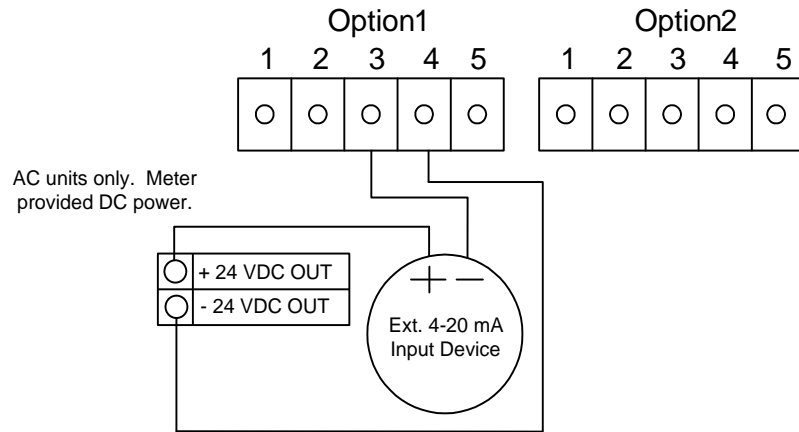 Option1
Option2
1 2 3 4 5
1 2 3 4 5
AC units only.  Meter
provided DC power.
+ 24 VDC OUT
- 24 VDC OUT
+ −
Ext. 4-20 mA
Input Device